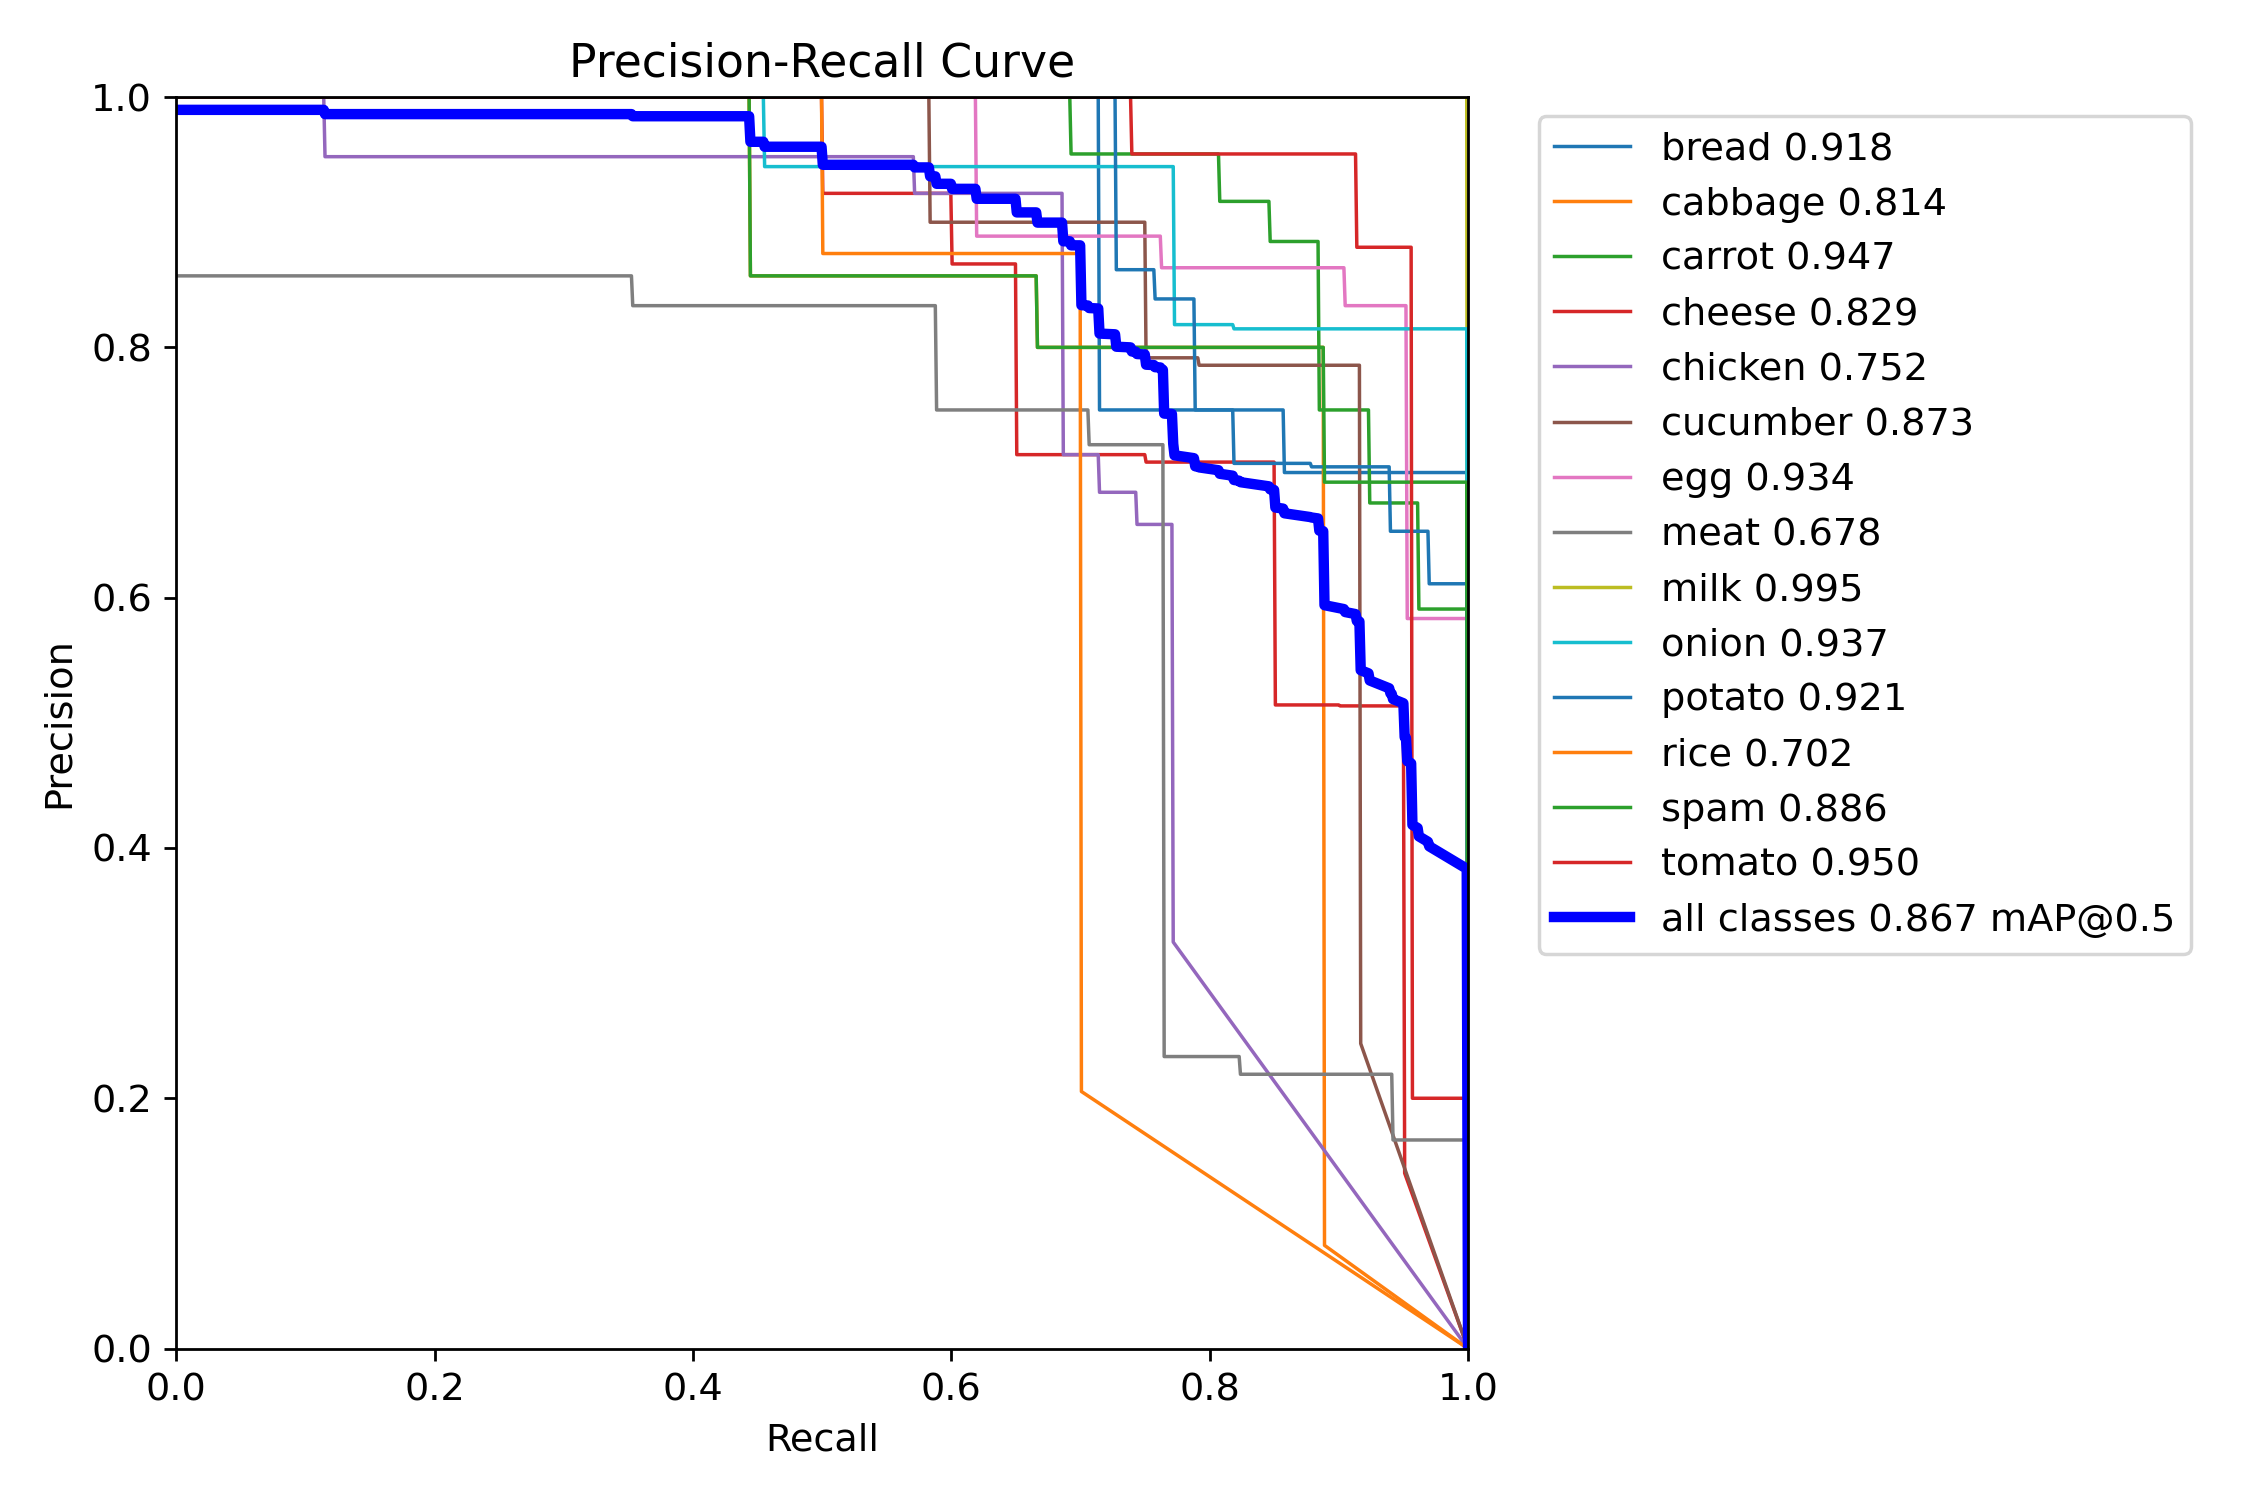 Precision-Recall Curve
1.0
0.8
0.6
0.4
0.2
0.0
Precision
0.0 0.2 0.4 0.6 0.8 1.0
Recall
bread 0.918
cabbage 0.814
carrot 0.947
cheese 0.829
chicken 0.752
cucumber 0.873
egg 0.934
meat 0.678
milk 0.995
onion 0.937
potato 0.921
rice 0.702
spam 0.886
tomato 0.950
all classes 0.867 mAP@0.5